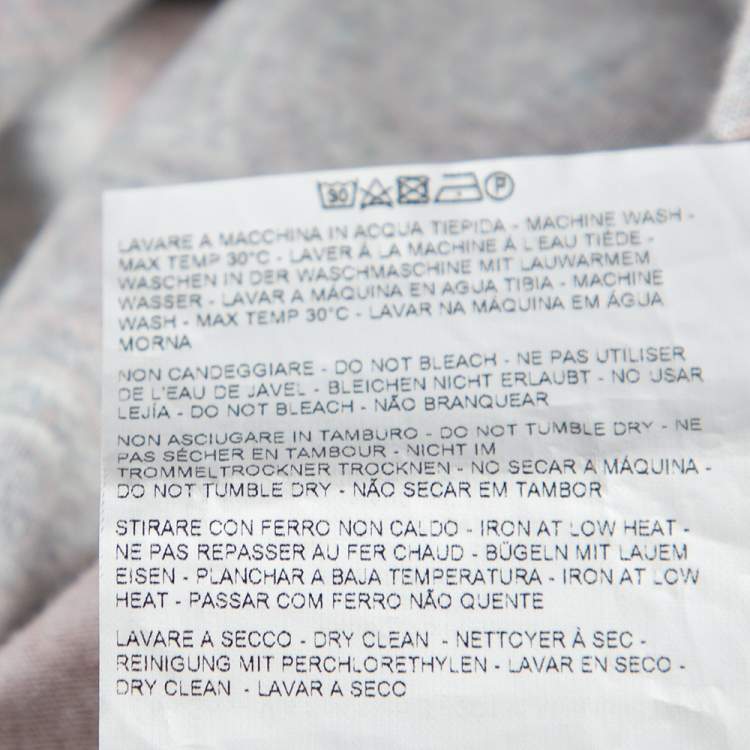 30 P
LAVARE A MACCHINA IN ACQUA TIEPIDA - MACHINE WASH -
MAX TEMP 30°C - LAVER À LA MACHINE À L'EAU TIÈDE -
WASCHEN IN DER WASCHMASCHINE MIT LAUWARMEM
WASSER - LAVAR A MÁQUINA EN AGUA TIBIA - MACHINE
WASH - MAX TEMP 30°C - LAVAR NA MÁQUINA EM ÁGUA
MORNA
NON CANDEGGIARE - DO NOT BLEACH - NE PAS UTILISER
DE L'EAU DE JAVEL - BLEICHEN NICHT ERLAUBT - NO USAR
LEJÍA - DO NOT BLEACH - NÃO BRANQUEAR
NON ASCIUGARE IN TAMBURO - DO NOT TUMBLE DRY - NE
PAS SÉCHER EN TAMBOUR - NICHT IM
TROMMELTROCKNER TROCKNEN - NO SECAR A MÁQUINA -
DO NOT TUMBLE DRY - NÃO SECAR EM TAMBOR
STIRARE CON FERRO NON CALDO - IRON AT LOW HEAT -
NE PAS REPASSER AU FER CHAUD - BÜGELN MIT LAUEM
EISEN - PLANCHAR A BAJA TEMPERATURA - IRON AT LOW
HEAT - PASSAR COM FERRO NÃO QUENTE
LAVARE A SECCO - DRY CLEAN - NETTOYER À SEC -
REINIGUNG MIT PERCHLORETHYLEN - LAVAR EN SECO -
DRY CLEAN - LAVAR A SECO